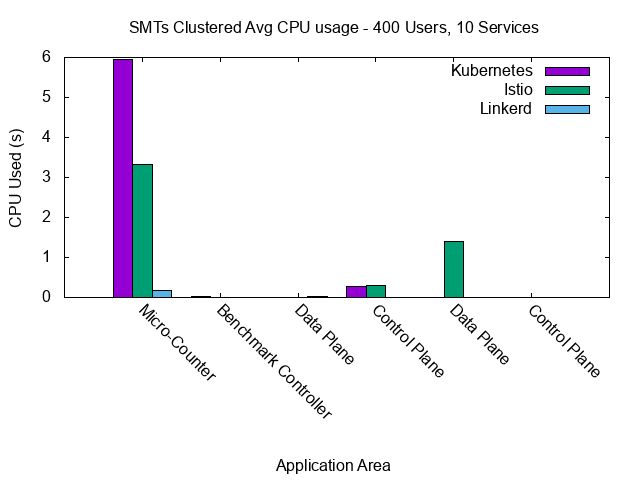 SMTs Clustered Avg CPU usage - 400 Users, 10 Services
6
5
4
3
2
1
0
CPU Used (s)
Kubernetes
Istio
Linkerd
Micro-Counter
Benchmark Controller
Data Plane
Control Plane
Data Plane
Control Plane
Application Area